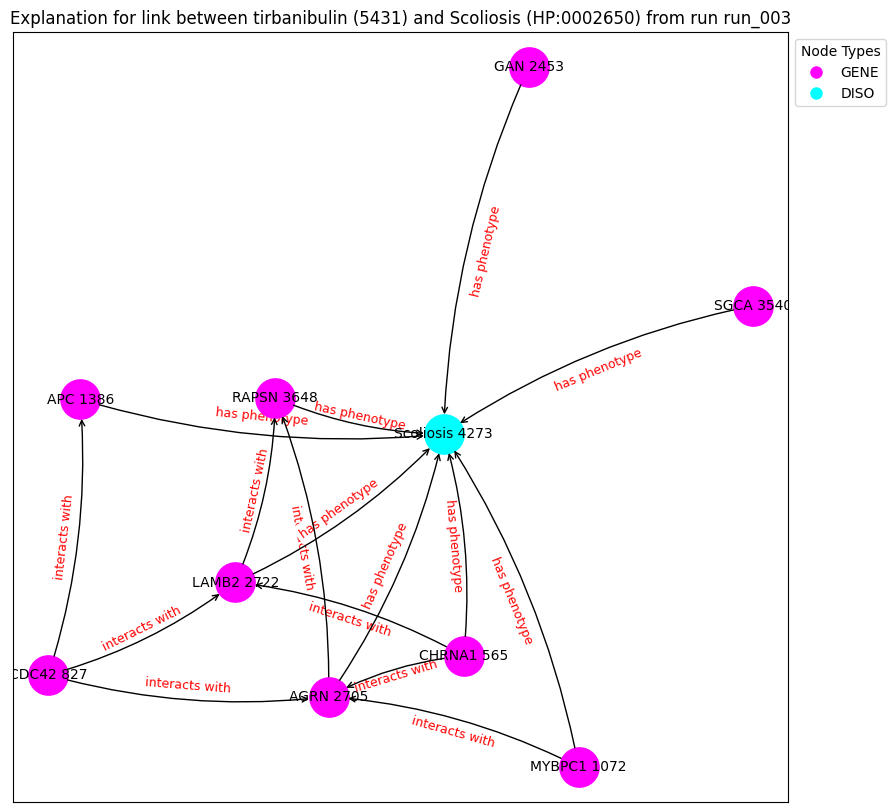 Explanation for link between tirbanibulin (5431) and Scoliosis (HP:0002650) from run run_003
Node Types
GENE
DISO
GAN 2453
has phenotype
SGCA 3540
has phenotype
APC 1386
RAPSN 3648
has phenotype
has phenotype
Scoliosis 4273
interacts with
has phenotype
interacts with
interacts with
has phenotype
has phenotype
has phenotype
LAMB2 2722
interacts with
interacts with
CHRNA1 565
CDC42 827
interacts with
interacts with
AGRN 2705
interacts with
MYBPC1 1072